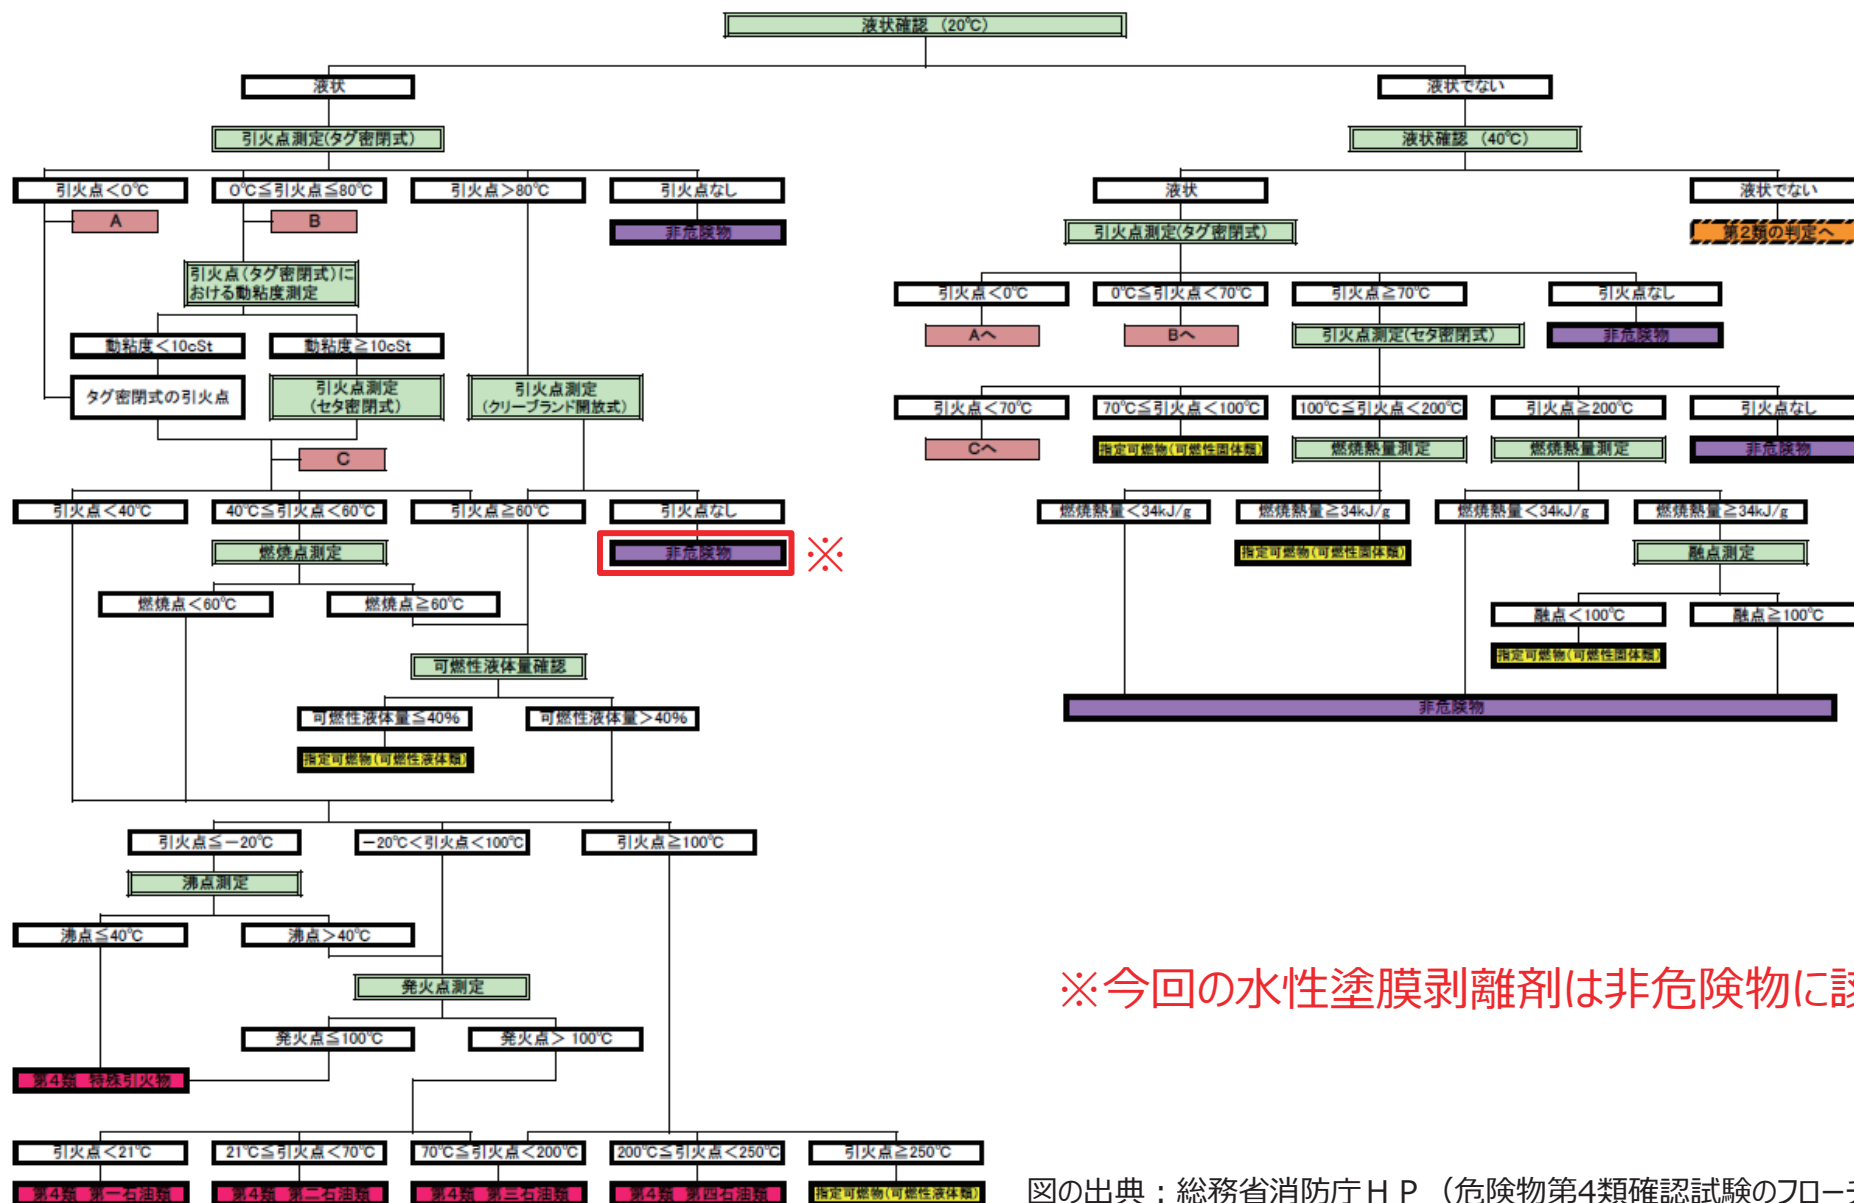 液状確認 (20℃)
液状
液状でない
引火点測定(タグ密閉式)
液状確認 (40℃)
引火点＜0℃
0℃≦引火点≦80℃
引火点＞80℃
引火点なし
液状
液状でない
A
B
非危険物
引火点測定(タグ密閉式)
第2類の判定へ
引火点(タグ密閉式)に
おける動粘度測定
引火点＜0℃
0℃≦引火点＜70℃
引火点≧70℃
引火点なし
動粘度＜10cSt
動粘度≧10cSt
Aへ
Bへ
引火点測定(セタ密閉式)
非危険物
タグ密閉式の引火点
引火点測定
(セタ密閉式)
引火点測定
(クリーブランド開放式)
引火点＜70℃
70℃≦引火点＜100℃
100℃≦引火点＜200℃
引火点≧200℃
引火点なし
C
Cへ
指定可燃物(可燃性固体類)
燃焼熱量測定
燃焼熱量測定
非危険物
引火点＜40℃
40℃≦引火点＜60℃
引火点≧60℃
引火点なし
燃焼熱量＜34kJ/g
燃焼熱量≧34kJ/g
燃焼熱量＜34kJ/g
燃焼熱量≧34kJ/g
燃焼点測定
非危険物
※
指定可燃物(可燃性固体類)
融点測定
燃焼点＜60℃
燃焼点≧60℃
融点＜100℃
融点≧100℃
可燃性液体量確認
指定可燃物(可燃性固体類)
可燃性液体量≦40%
可燃性液体量＞40%
非危険物
指定可燃物(可燃性液体類)
引火点≦－20℃
－20℃＜引火点＜100℃
引火点≧100℃
沸点測定
沸点≦40℃
沸点＞40℃
発火点測定
※今回の水性塗膜剥離剤は非危険物に該
発火点≦100℃
発火点＞100℃
第4類 特殊引火物
引火点＜21℃
21℃≦引火点＜70℃
70℃≦引火点＜200℃
200℃≦引火点＜250℃
引火点≧250℃
第4類 第一石油類
第4類 第二石油類
第4類 第三石油類
第4類 第四石油類
指定可燃物(可燃性液体類)
図の出典：総務省消防庁ＨＰ（危険物第4類確認試験のフローチ